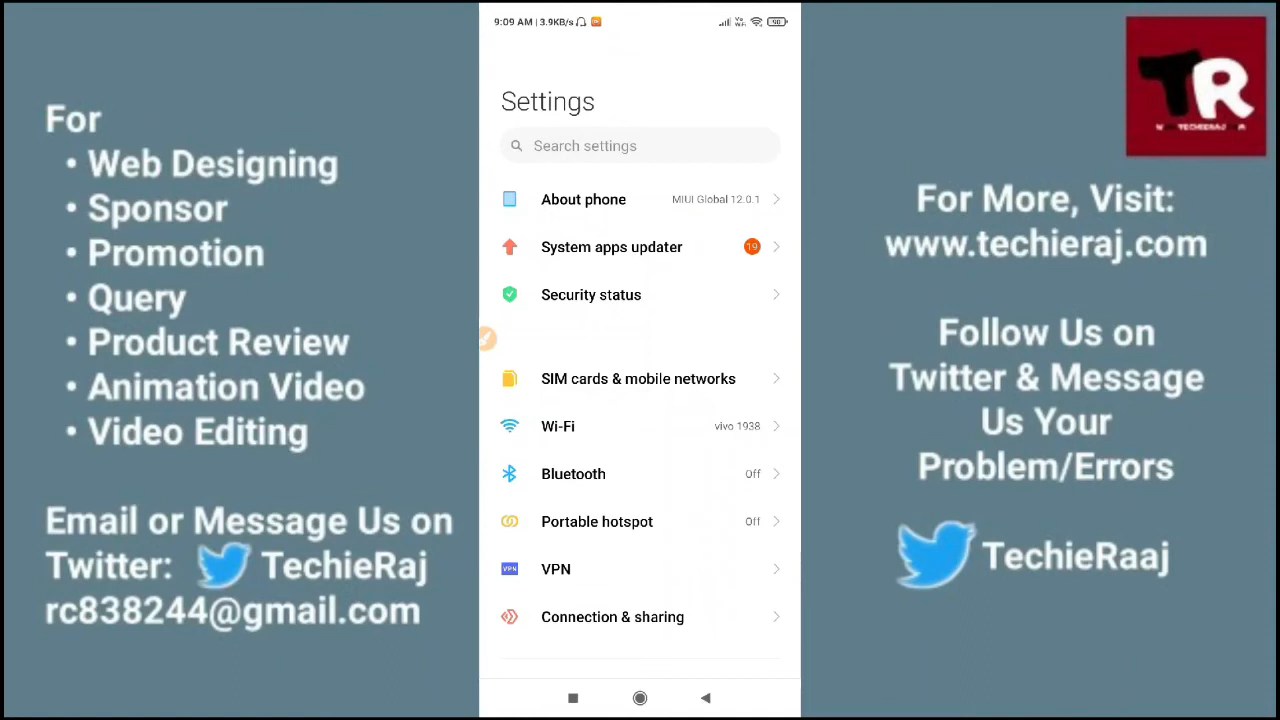 For
• Web Designing
• Sponsor
• Promotion
• Query
• Product Review
• Animation Video
• Video Editing
Email or Message Us on
Twitter: TechieRaj
rc838244@gmail.com
9:09 AM | 3.9KB/s
90
Settings
Search settings
About phone MIUI Global 12.0.1
System apps updater 19
Security status
SIM cards & mobile networks
Wi-Fi vivo 1938
Bluetooth Off
Portable hotspot Off
VPN VPN
Connection & sharing
TR
For More, Visit:
www.techieraj.com
Follow Us on
Twitter & Message
Us Your
Problem/Errors
TechieRaaj